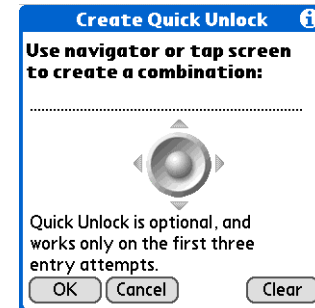 Create Quick Unlock i
Use navigator or tap screen
to create a combination:
Quick Unlock is optional, and
works only on the first three
entry attempts.
OK Cancel Clear